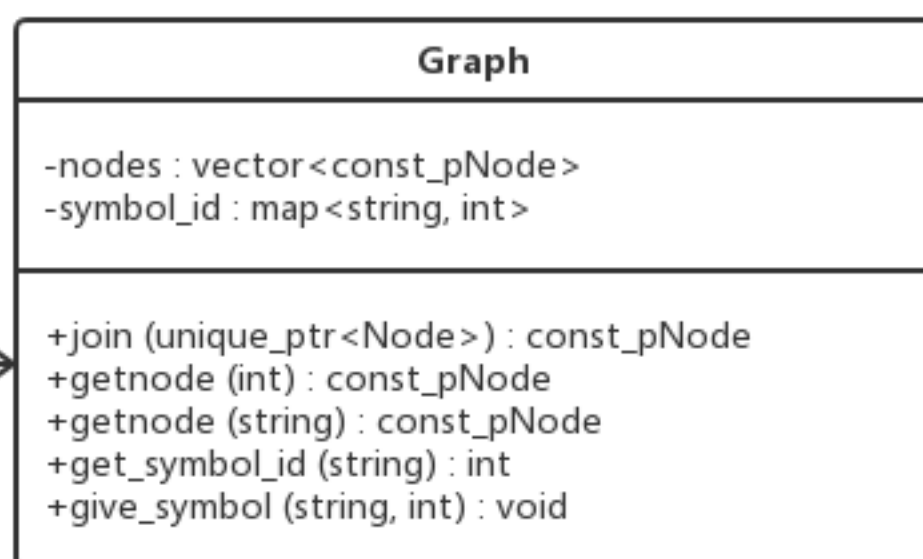 Graph
-nodes : vector<const_pNode>
-symbol_id : map<string, int>
+join (unique_ptr<Node>) : const_pNode
+getnode (int) : const_pNode
+getnode (string) : const_pNode
+get_symbol_id (string) : int
+give_symbol (string, int) : void